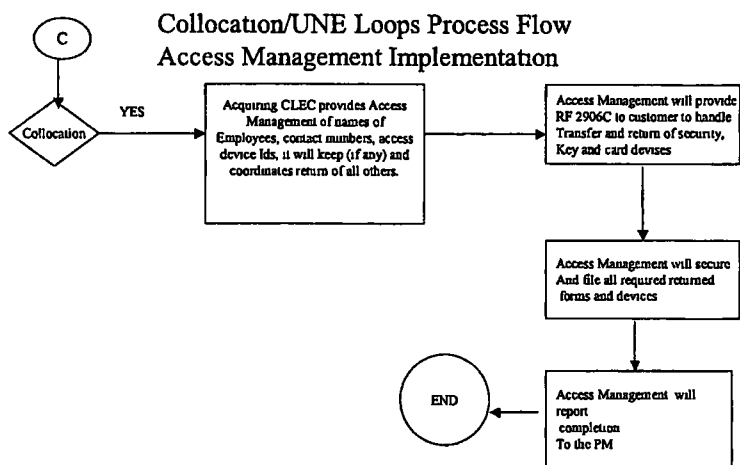 Collocation/UNE Loops Process Flow
Access Management Implementation
C
Collocation
YES
Acquiring CLEC provides Access
Management of names of
Employees, contact numbers, access
device Ids, it will keep (if any) and
coordinates return of all others.
Access Management will provide
RF 2906C to customer to handle
Transfer and return of security,
Key and card devises
Access Management will secure
And file all required returned
forms and devices
Access Management will
report
completion
To the PM
END